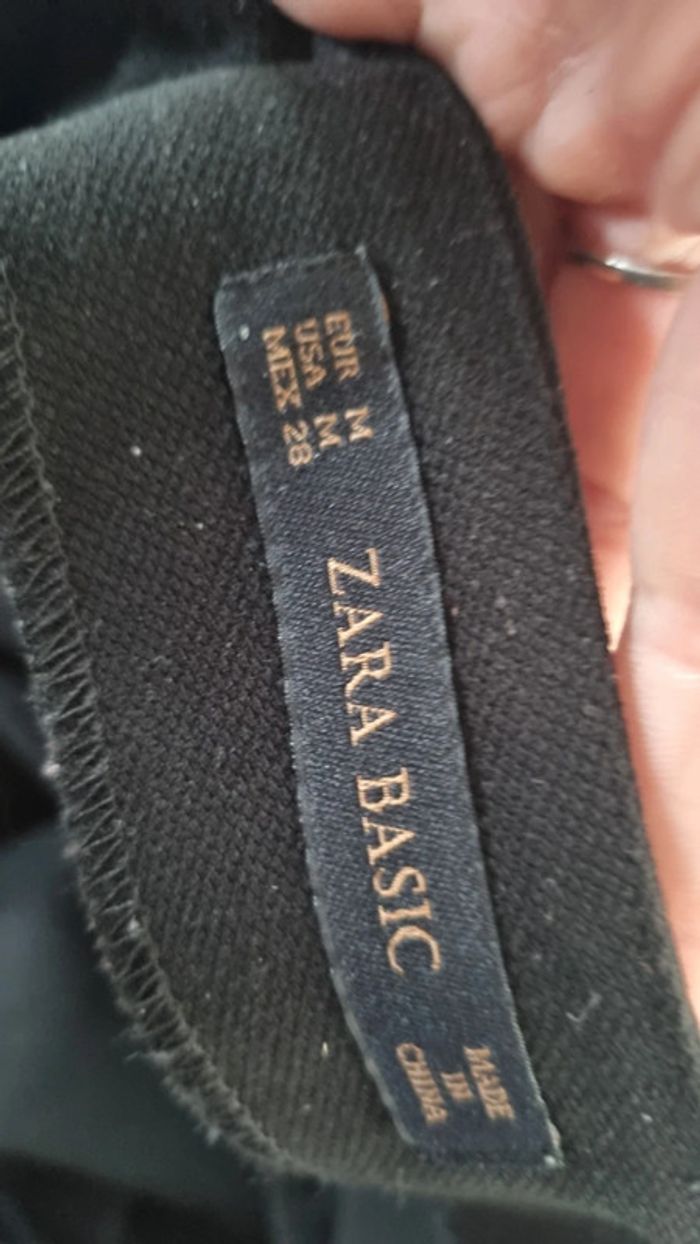 EUR M
USA M
MEX 28
ZARA BASIC
MADE
IN
CHINA